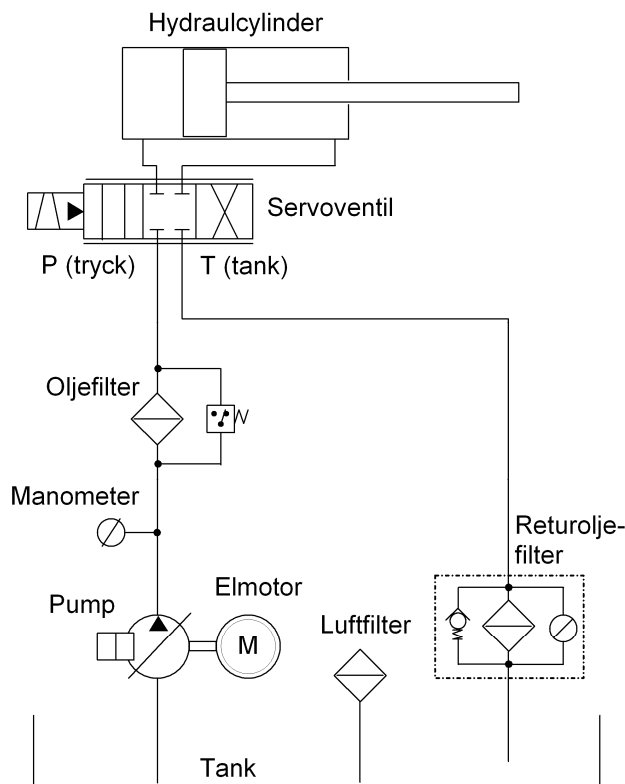 Hydraulcylinder
Servoventil
P (tryck)
T (tank)
Oljefilter
Manometer
Returolje-
filter
Pump
Elmotor
M
Luftfilter
Tank